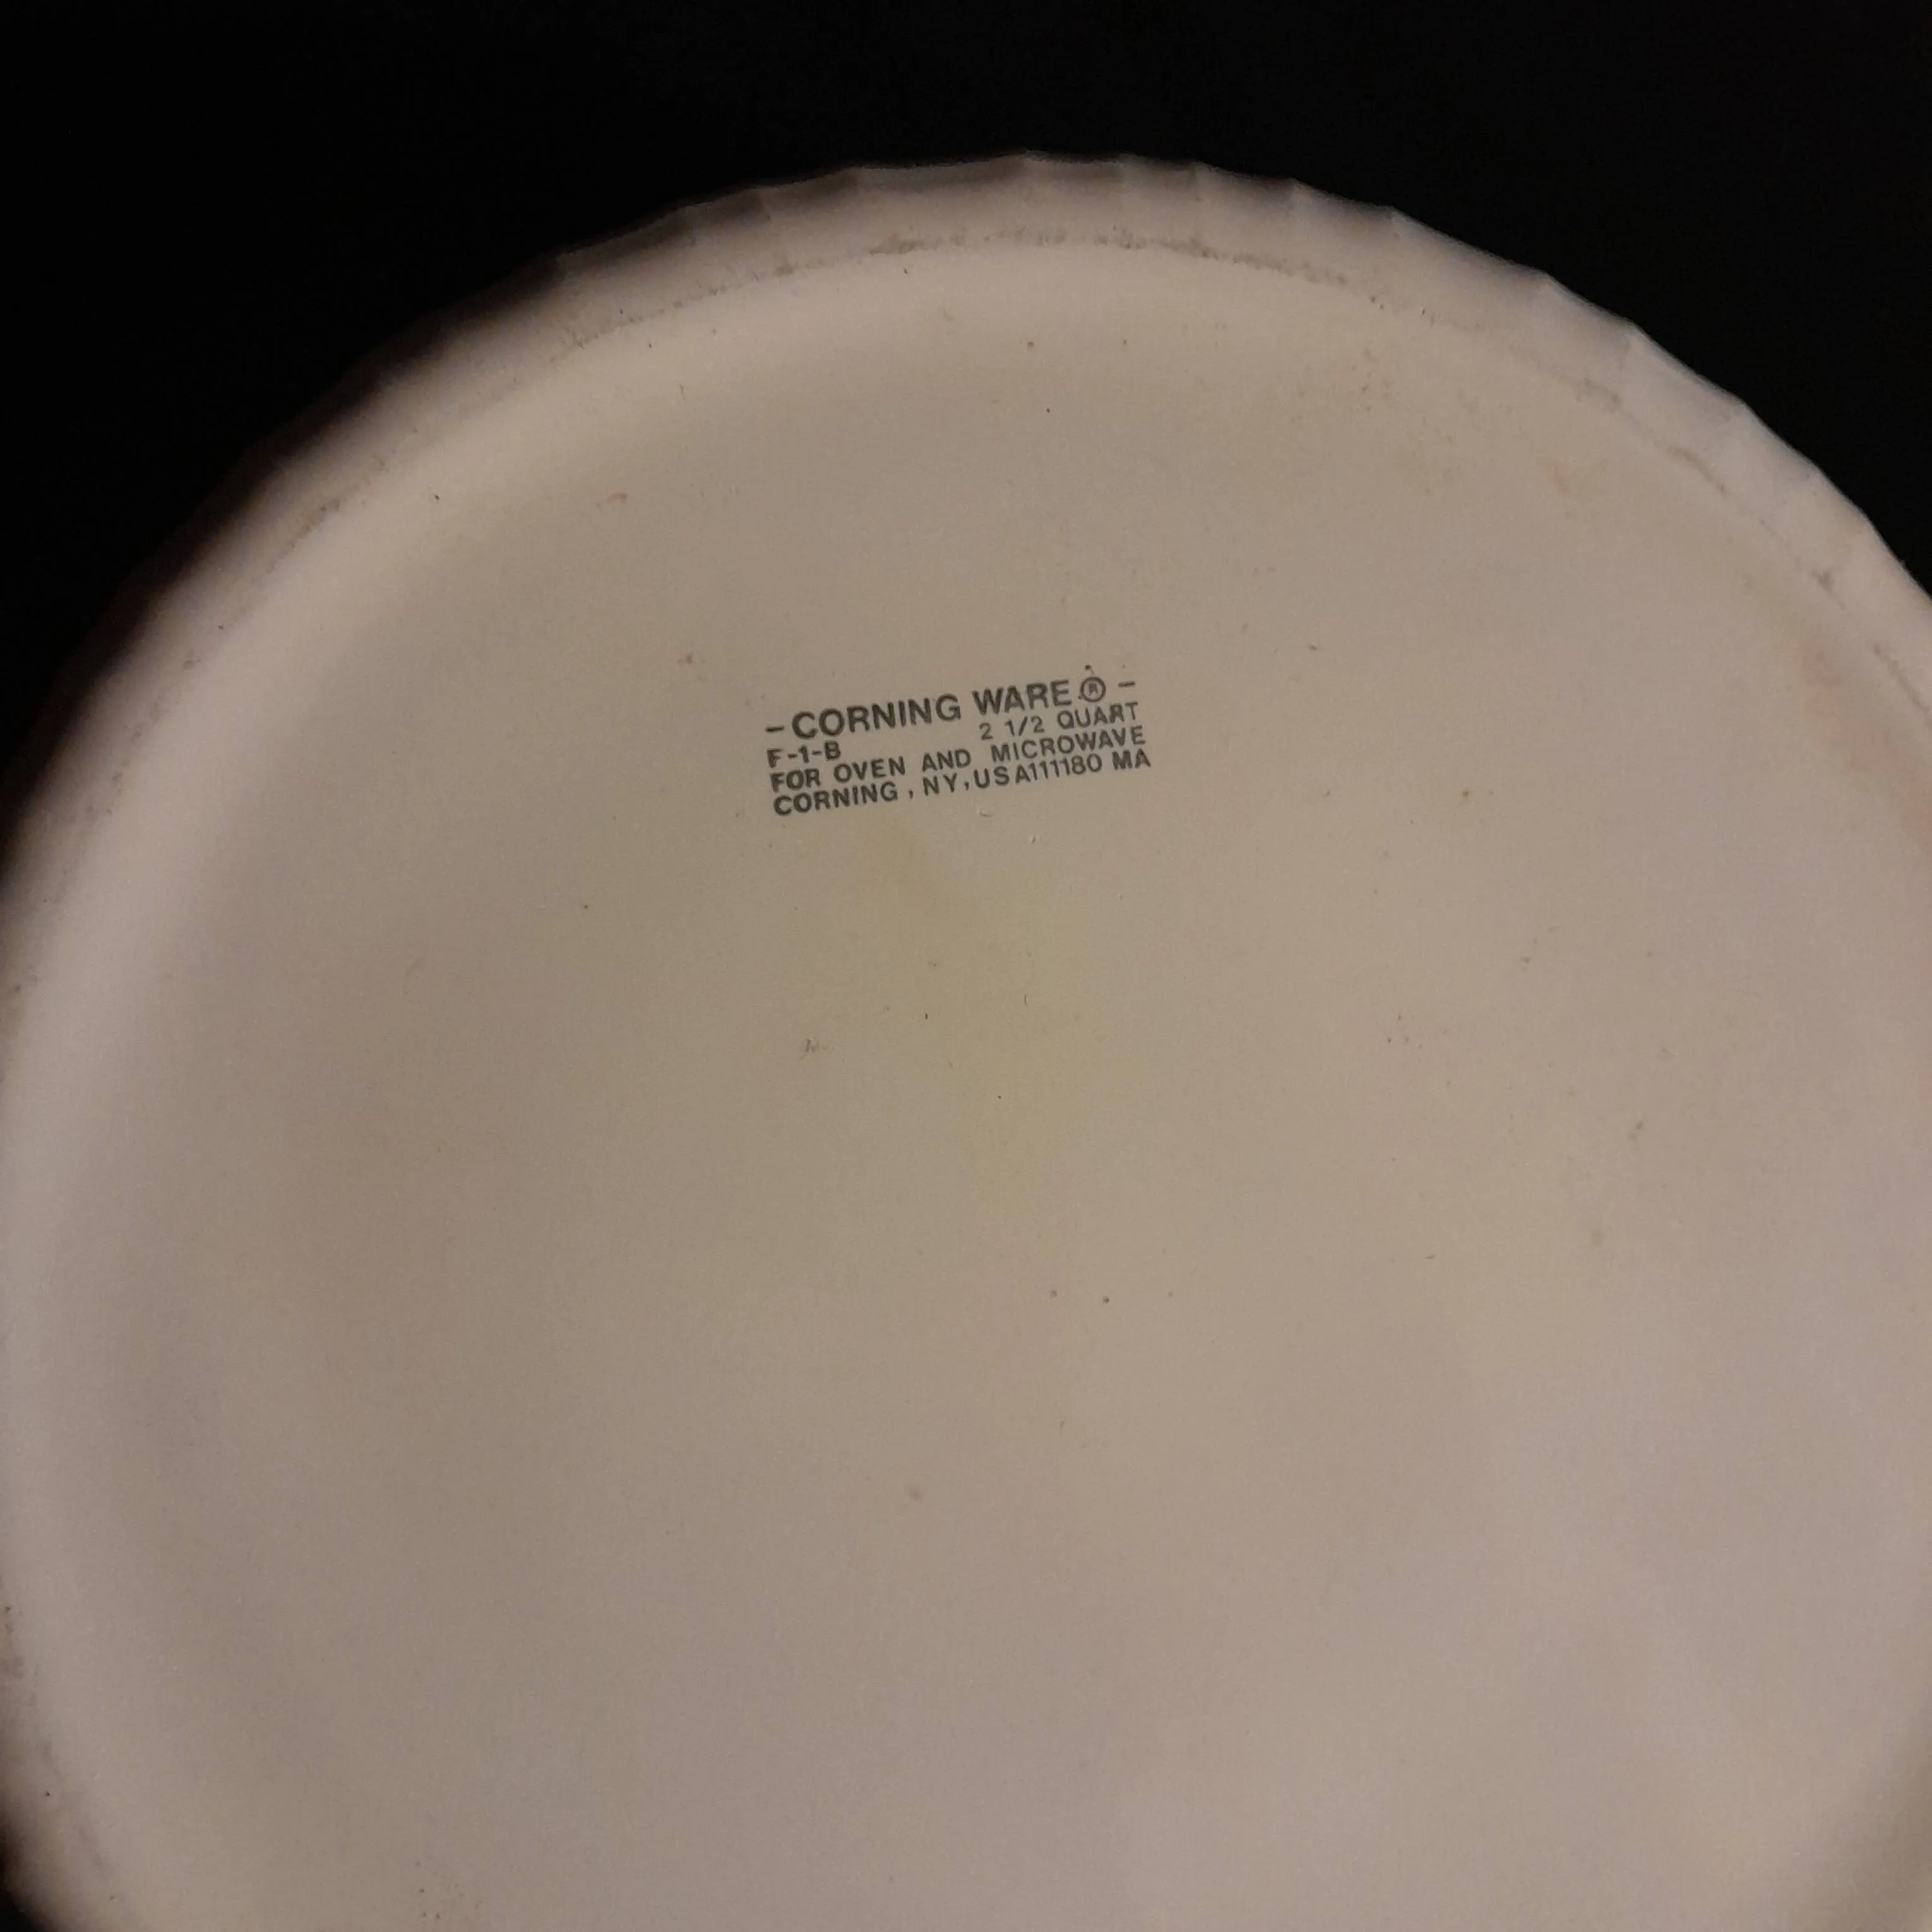 -CORNING WARE® -
F-1-B 2 1/2 QUART
FOR OVEN AND MICROWAVE
CORNING, NY, USA111180 MA